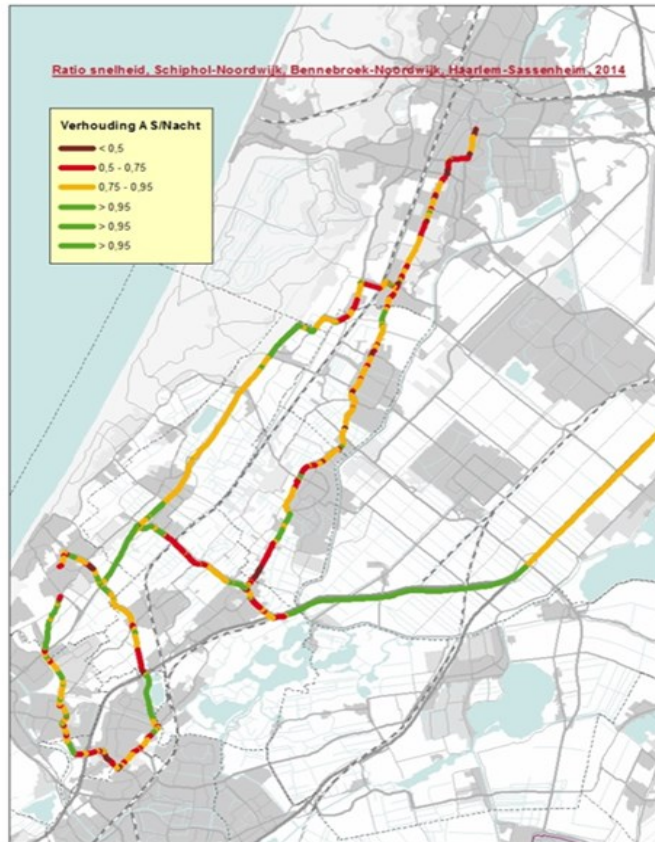 Ratio snelheid, Schiphol-Noordwijk, Bennebroek-Noordwijk, Haarlem-Sassenheim, 2014
Verhouding AS/Nacht
< 0,5
0,5 - 0,75
0,75 - 0,95
> 0,95
> 0,95
> 0,95